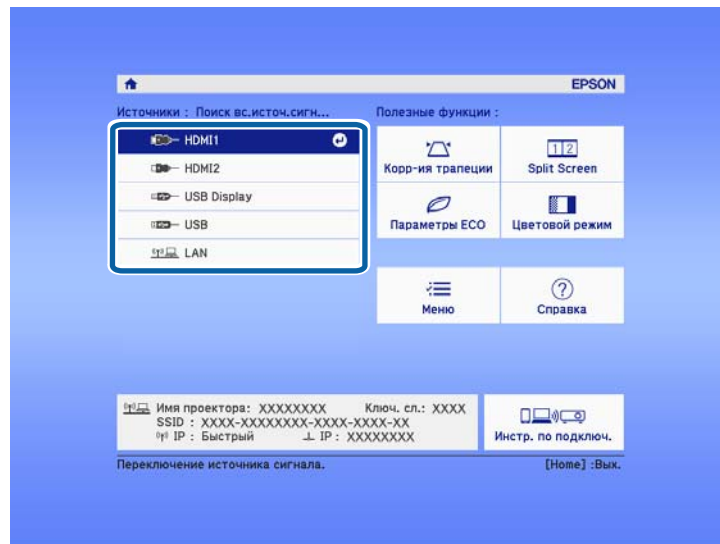 EPSON
Источники : Поиск вс.источ.сигн...
Полезные функции :
HDMI1
HDMI2
USB Display
USB
LAN
Корр-ия трапеции
1 2
Split Screen
Параметры ECO
Цветовой режим
Меню
?
Справка
Имя проектора: XXXXXXXX Ключ. сл.: XXXX
SSID : XXXX-XXXXXXXX-XXXX-XXXX-XX
IP : Быстрый IP : XXXXXXXX
Инстр. по подключ.
Переключение источника сигнала.
[Home] :Вых.